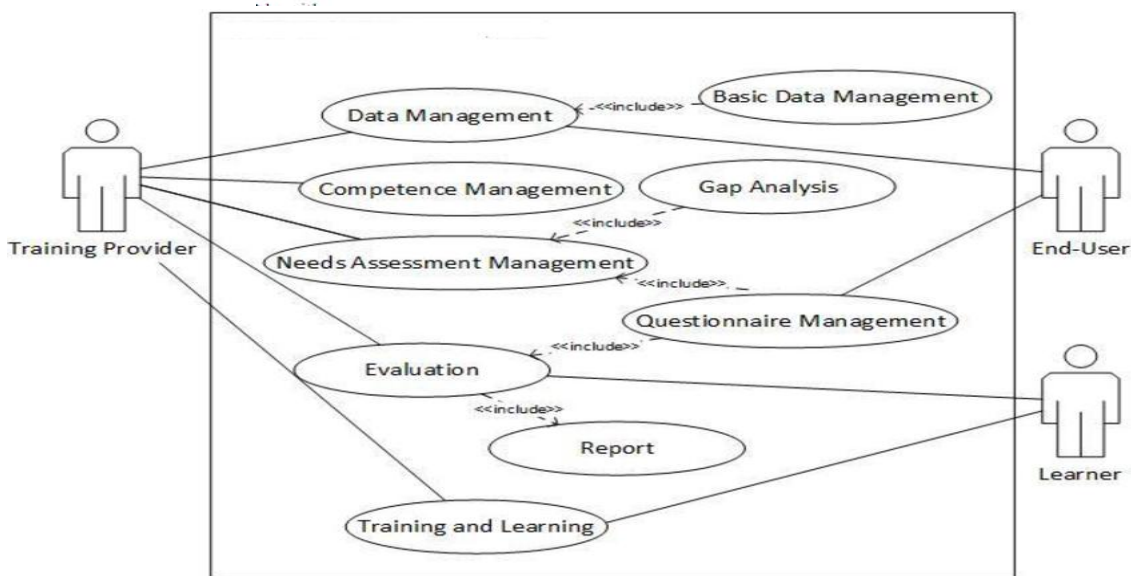 Data Management
<<include>>
Basic Data Management
Competence Management
Gap Analysis
<<include>>
Training Provider
End-User
Needs Assessment Management
<<include>>
Questionnaire Management
<<include>>
Evaluation
<<include>>
Report
Learner
Training and Learning